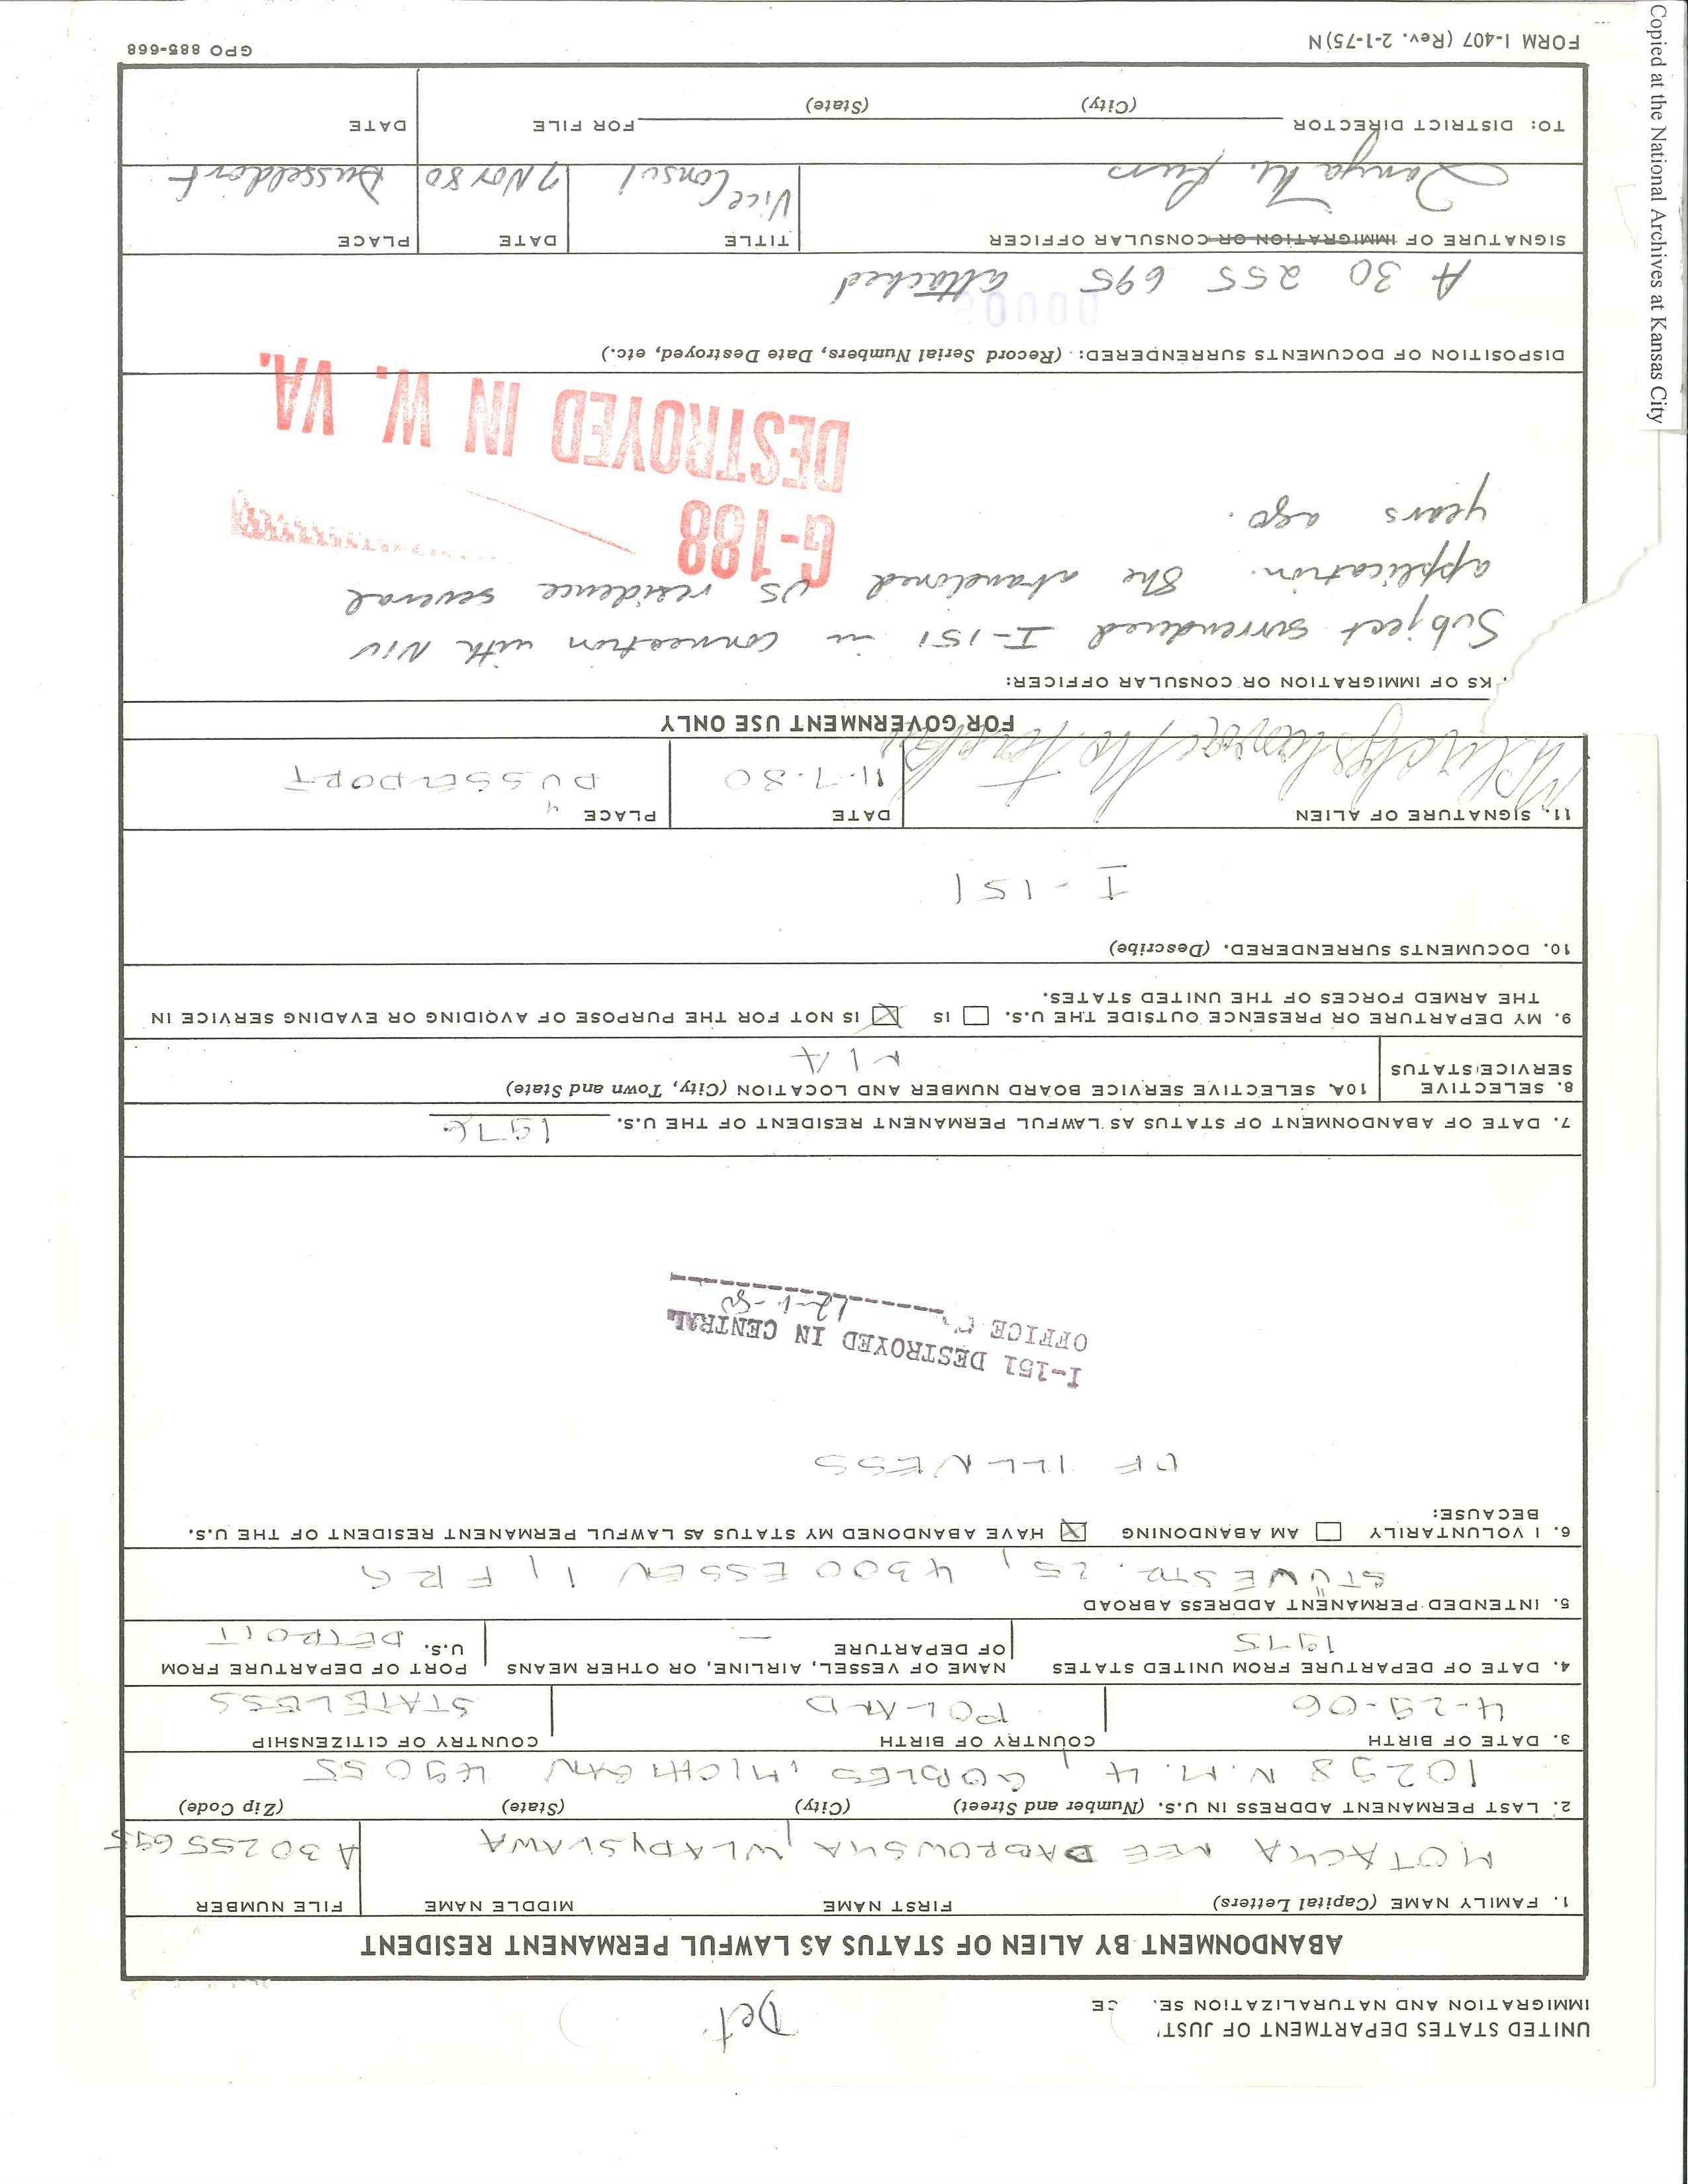 UNITED STATES DEPARTMENT OF JUST
IMMIGRATION AND NATURALIZATION SE. CE
Det
ABANDONMENT BY ALIEN OF STATUS AS LAWFUL PERMANENT RESIDENT
1. FAMILY NAME (Capital Letters) FIRST NAME MIDDLE NAME FILE NUMBER
MOTACKA NEE DABROWSKA, WLADYSLAWA A 30255695
2. LAST PERMANENT ADDRESS IN U.S. (Number and Street) (City) (State) (Zip Code)
10298 N.M. 4, GOBLES, MICHIGAN 49055
3. DATE OF BIRTH COUNTRY OF BIRTH COUNTRY OF CITIZENSHIP
4-29-06 POLAND STATELESS
4. DATE OF DEPARTURE FROM UNITED STATES NAME OF VESSEL, AIRLINE, OR OTHER MEANS OF DEPARTURE PORT OF DEPARTURE FROM U.S.
1975 — DETROIT
5. INTENDED PERMANENT ADDRESS ABROAD
STÜWESTR. 25, 4300 ESSEN 1, FRG
6. I VOLUNTARILY AM ABANDONING HAVE ABANDONED MY STATUS AS LAWFUL PERMANENT RESIDENT OF THE U.S.
BECAUSE:
OF ILLNESS
I-151 DESTROYED IN CENTRAL
OFFICE 12-1-80
7. DATE OF ABANDONMENT OF STATUS AS LAWFUL PERMANENT RESIDENT OF THE U.S. 1976
8. SELECTIVE SERVICE STATUS 10A. SELECTIVE SERVICE BOARD NUMBER AND LOCATION (City, Town and State)
N/A
9. MY DEPARTURE OR PRESENCE OUTSIDE THE U.S. IS IS NOT FOR THE PURPOSE OF AVOIDING OR EVADING SERVICE IN
THE ARMED FORCES OF THE UNITED STATES.
10. DOCUMENTS SURRENDERED. (Describe)
I-151
11. SIGNATURE OF ALIEN DATE PLACE
11-7-80 DUSSELDORF
FOR GOVERNMENT USE ONLY
KS OF IMMIGRATION OR CONSULAR OFFICER:
Subject surrendered I-151 in connection with NIV
application. She abandoned US residence several
years ago.
G-188
DESTROYED IN W. VA.
DISPOSITION OF DOCUMENTS SURRENDERED: (Record Serial Numbers, Date Destroyed, etc.)
A 30 255 695 attached
SIGNATURE OF IMMIGRATION OR CONSULAR OFFICER TITLE DATE PLACE
Vice Consul 7 Nov 80 Dusseldorf
TO: DISTRICT DIRECTOR FOR FILE DATE
(City) (State)
FORM I-407 (Rev. 2-1-75)N GPO 885-668
Copied at the National Archives at Kansas City